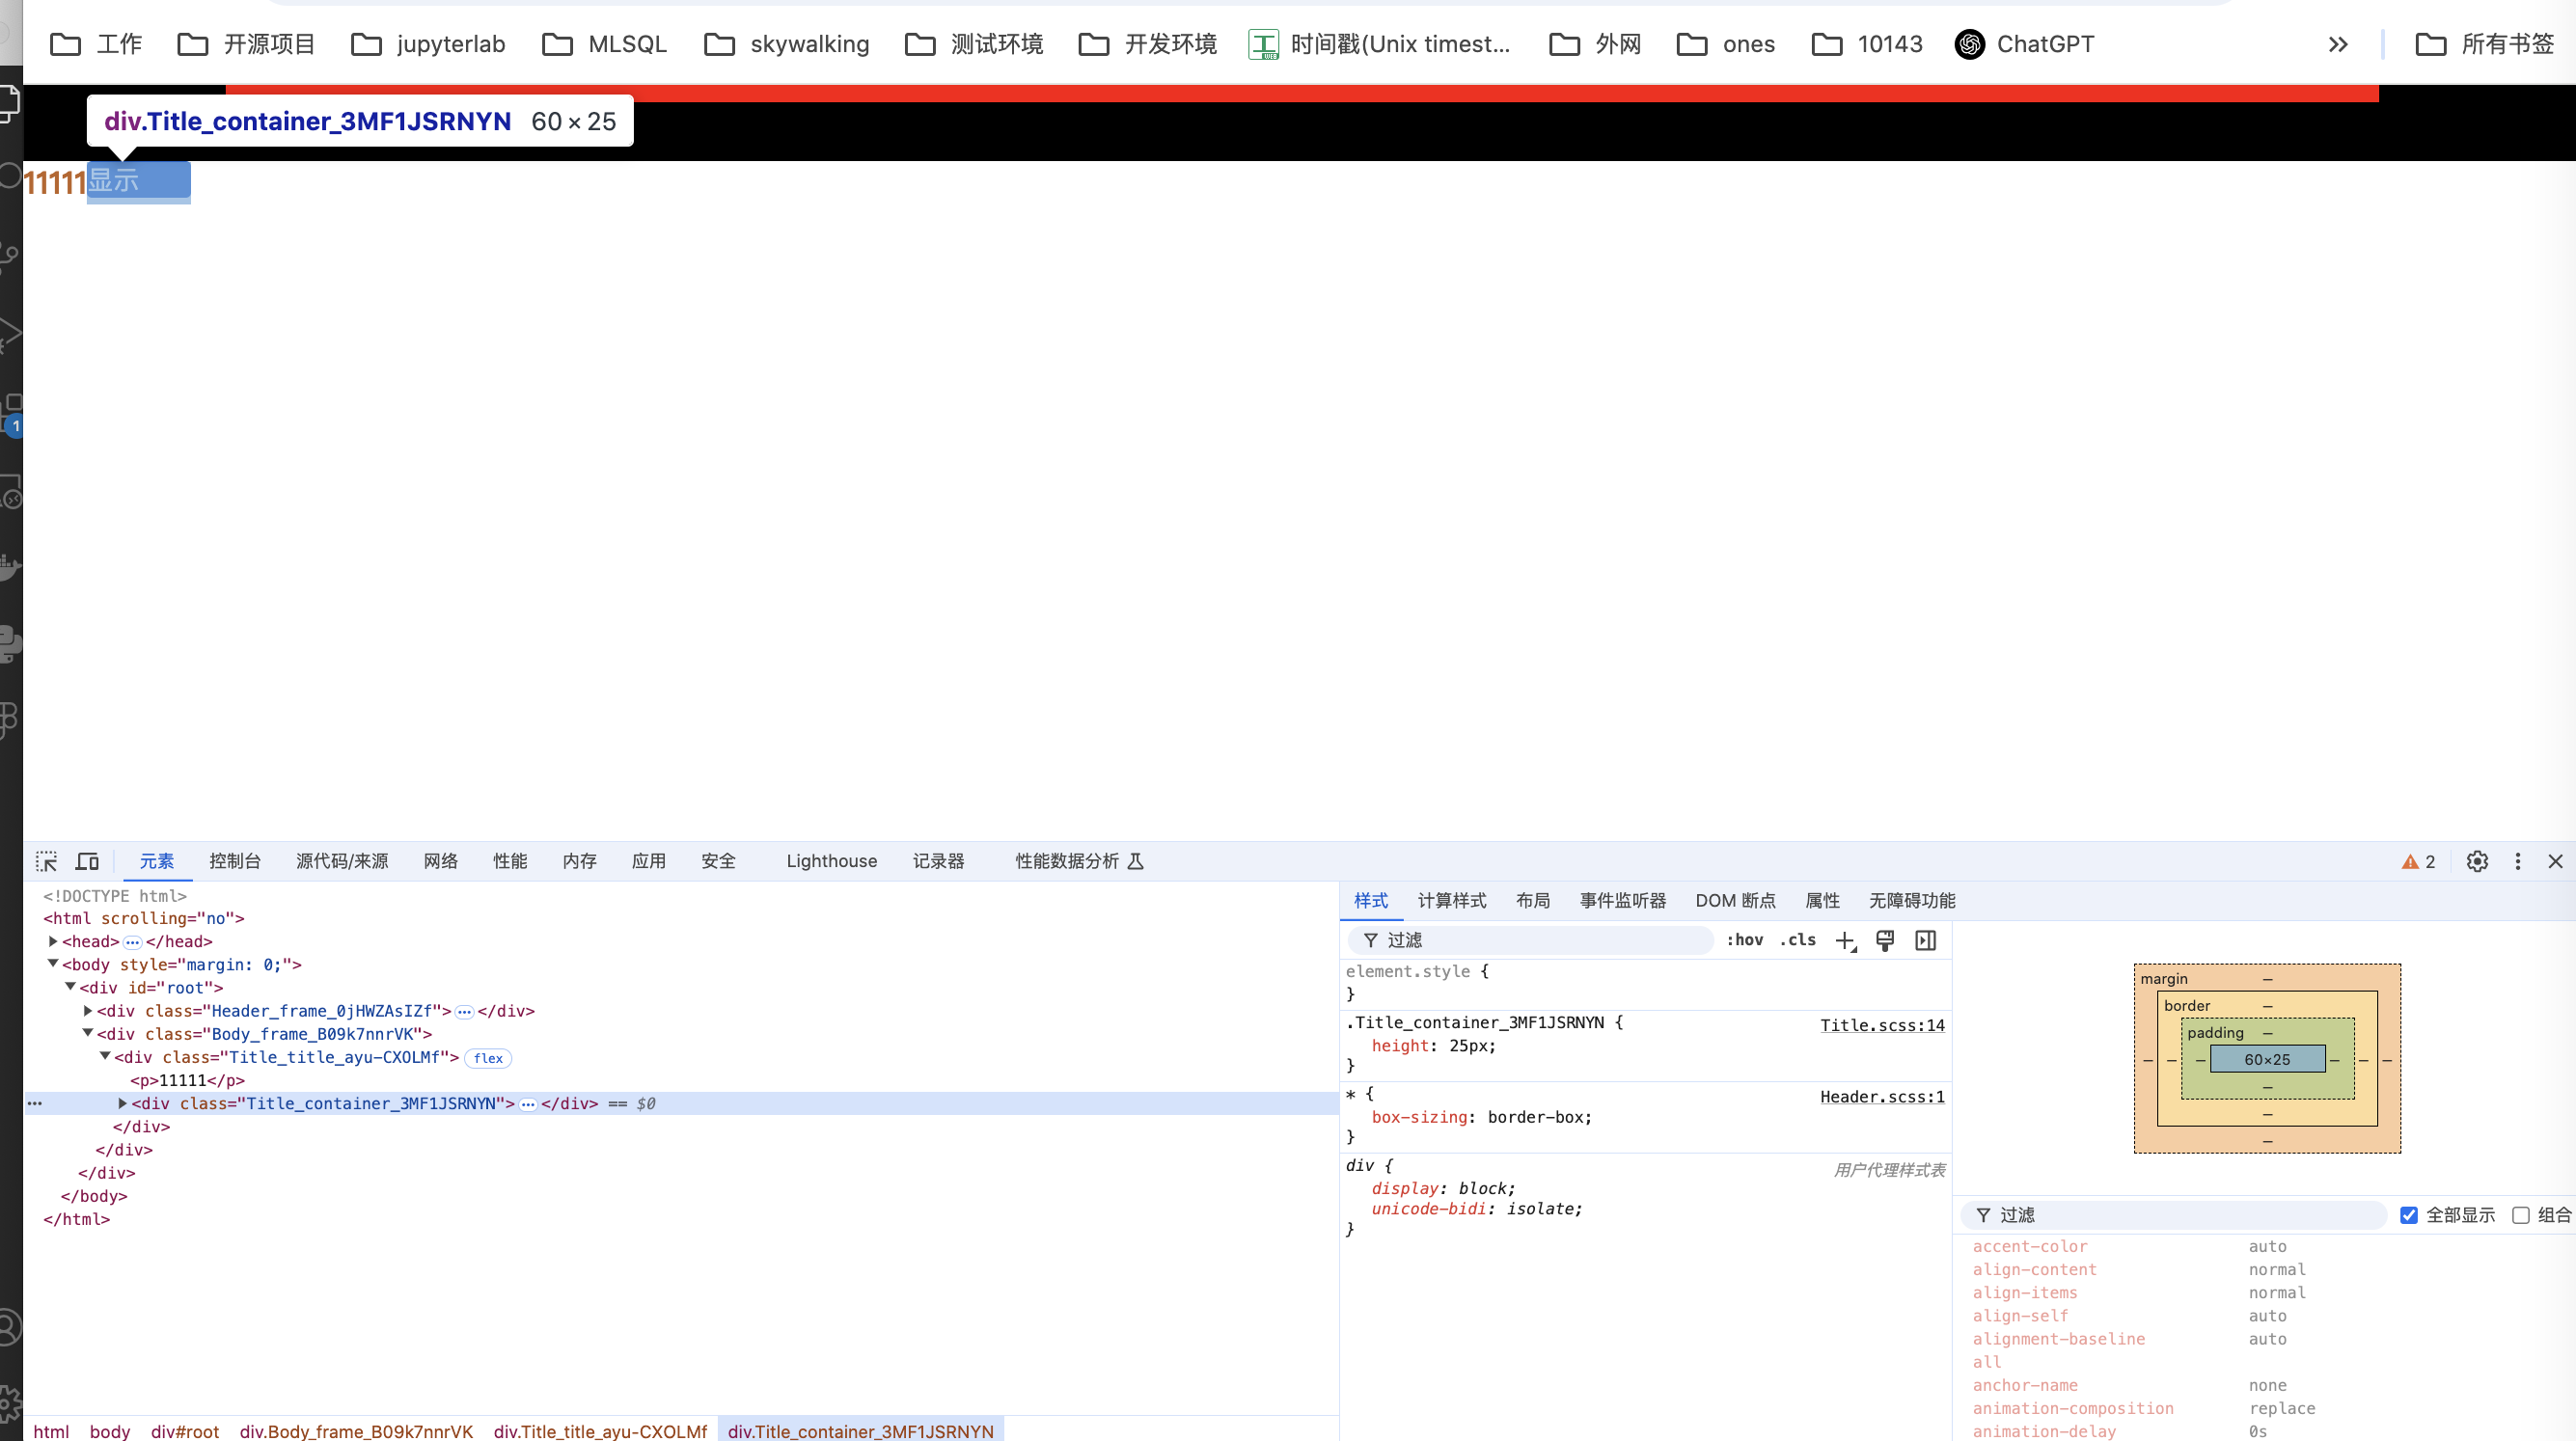 工作 开源项目 jupyterlab MLSQL skywalking 测试环境 开发环境 时间戳(Unix timest... 外网 ones 10143 ChatGPT 所有书签
div.Title_container_3MF1JSRNYN 60 × 25
11111显示
1
元素 控制台 源代码/来源 网络 性能 内存 应用 安全 Lighthouse 记录器 性能数据分析 2
<!DOCTYPE html>
<html scrolling="no">
<head>…</head>
<body style="margin: 0;">
<div id="root">
<div class="Header_frame_0jHWZAsIZf">…</div>
<div class="Body_frame_B09k7nnrVK">
<div class="Title_title_ayu-CXOLMf"> flex
<p>11111</p>
… <div class="Title_container_3MF1JSRNYN">…</div> == $0
</div>
</div>
</div>
</body>
</html>
html body div#root div.Body_frame_B09k7nnrVK div.Title_title_ayu-CXOLMf div.Title_container_3MF1JSRNYN
样式 计算样式 布局 事件监听器 DOM 断点 属性 无障碍功能
过滤 :hov .cls
element.style {
}
.Title_container_3MF1JSRNYN { Title.scss:14
height: 25px;
}
* { Header.scss:1
box-sizing: border-box;
}
div { 用户代理样式表
display: block;
unicode-bidi: isolate;
}
margin –
border –
padding –
– – – 60×25 – – –
–
–
–
过滤 全部显示 组合
accent-color auto
align-content normal
align-items normal
align-self auto
alignment-baseline auto
all
anchor-name none
animation-composition replace
animation-delay 0s